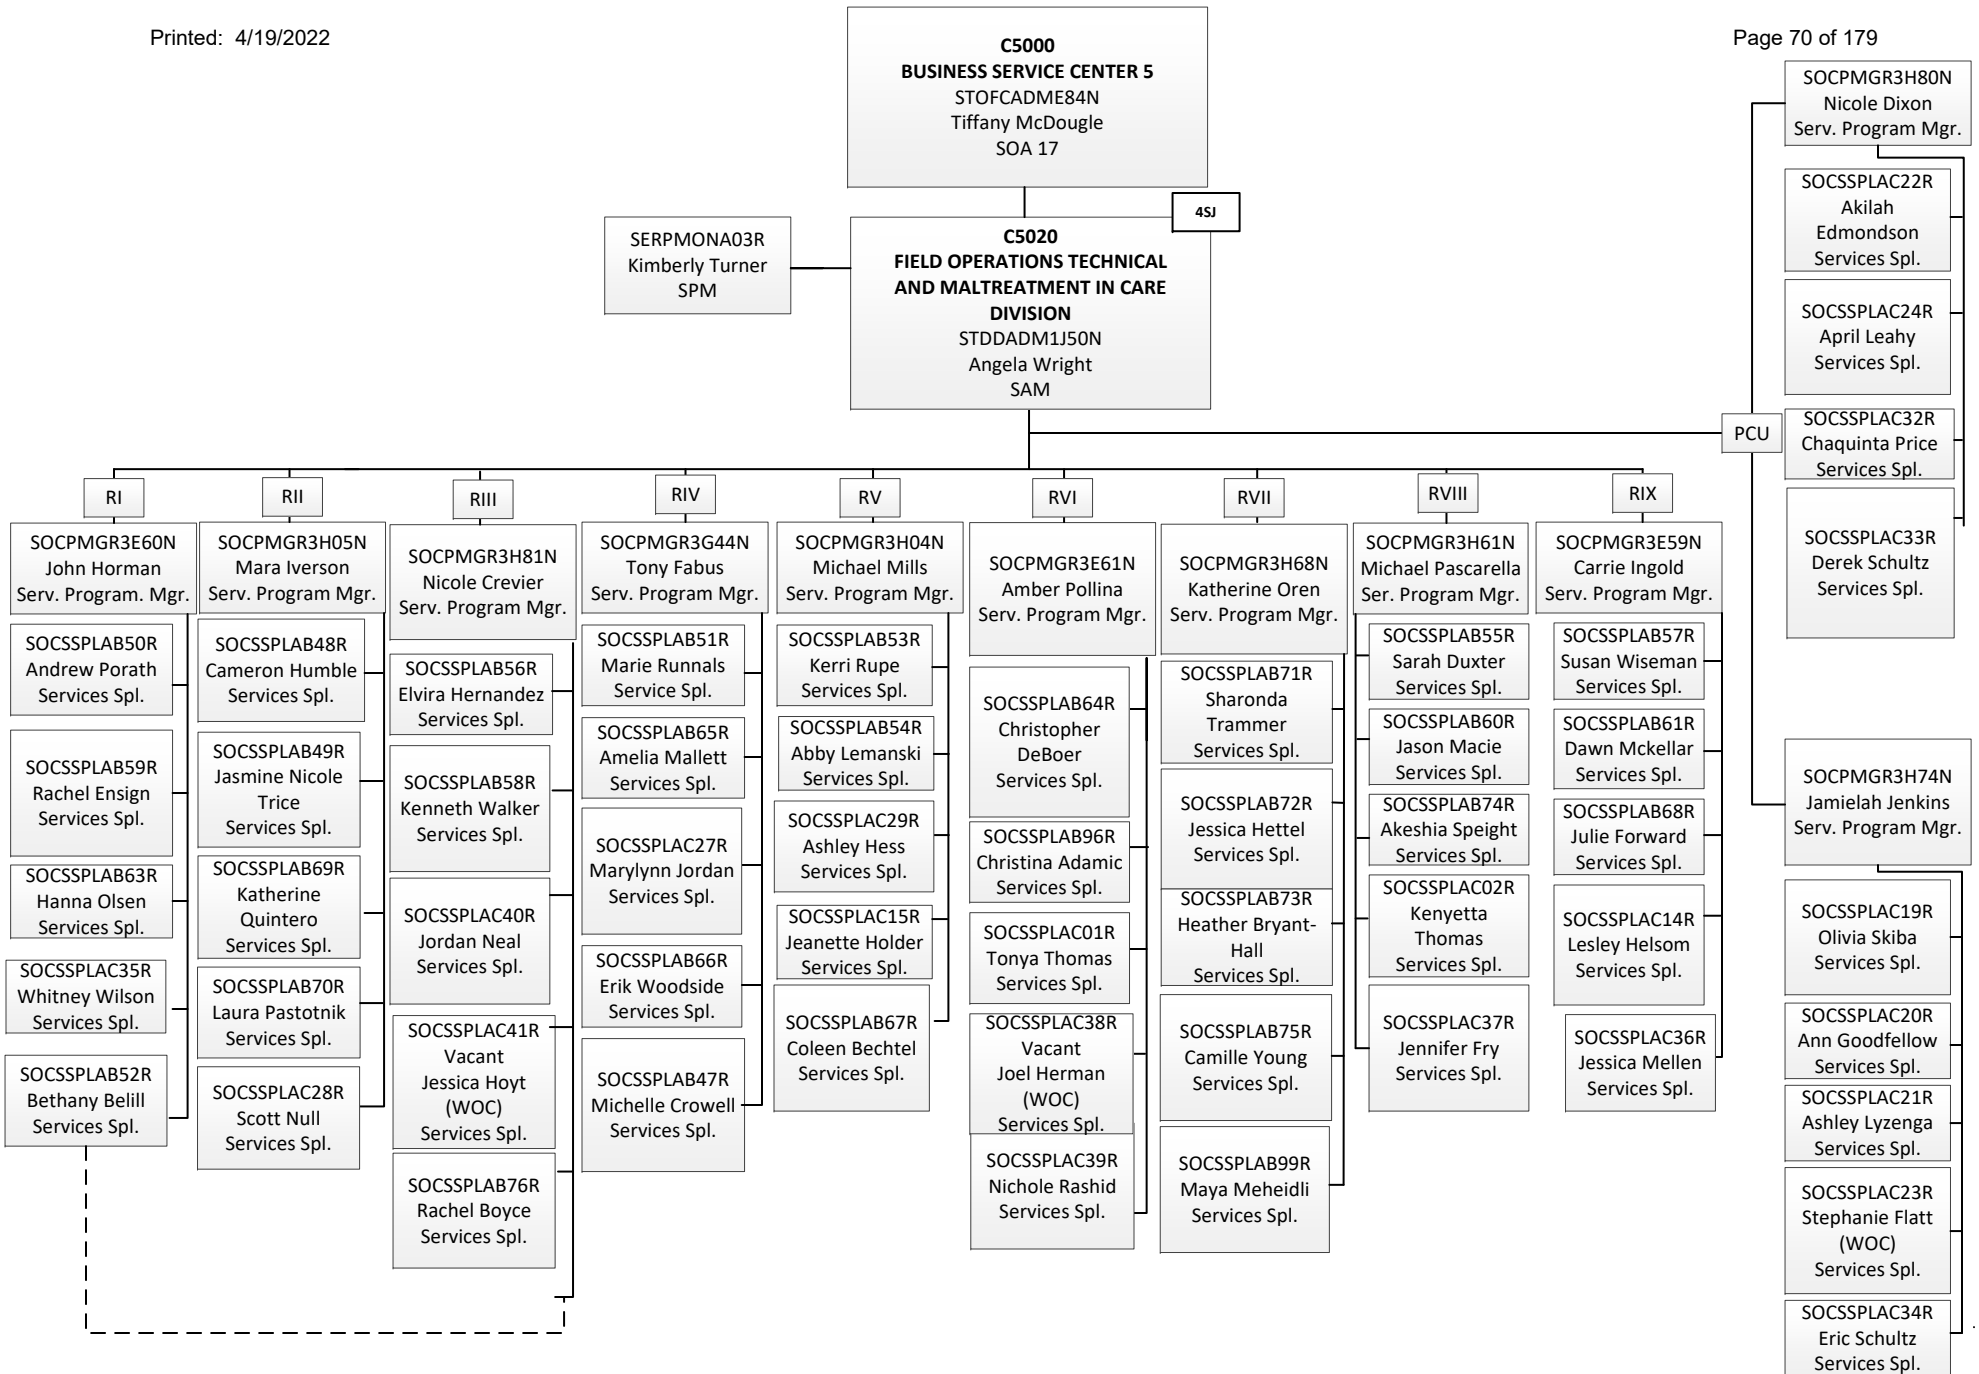 Printed: 4/19/2022
Page 70 of 179
C5000
BUSINESS SERVICE CENTER 5
STOFCADME84N
Tiffany McDougle
SOA 17
4SJ
SERPMONA03R
Kimberly Turner
SPM
C5020
FIELD OPERATIONS TECHNICAL
AND MALTREATMENT IN CARE
DIVISION
STDDADM1J50N
Angela Wright
SAM
PCU
SOCPMGR3H80N
Nicole Dixon
Serv. Program Mgr.
SOCSSPLAC22R
Akilah
Edmondson
Services Spl.
SOCSSPLAC24R
April Leahy
Services Spl.
SOCSSPLAC32R
Chaquinta Price
Services Spl.
SOCSSPLAC33R
Derek Schultz
Services Spl.
SOCPMGR3H74N
Jamielah Jenkins
Serv. Program Mgr.
SOCSSPLAC19R
Olivia Skiba
Services Spl.
SOCSSPLAC20R
Ann Goodfellow
Services Spl.
SOCSSPLAC21R
Ashley Lyzenga
Services Spl.
SOCSSPLAC23R
Stephanie Flatt
(WOC)
Services Spl.
SOCSSPLAC34R
Eric Schultz
Services Spl.
RI
SOCPMGR3E60N
John Horman
Serv. Program. Mgr.
SOCSSPLAB50R
Andrew Porath
Services Spl.
SOCSSPLAB59R
Rachel Ensign
Services Spl.
SOCSSPLAB63R
Hanna Olsen
Services Spl.
SOCSSPLAC35R
Whitney Wilson
Services Spl.
SOCSSPLAB52R
Bethany Belill
Services Spl.
RII
SOCPMGR3H05N
Mara Iverson
Serv. Program Mgr.
SOCSSPLAB48R
Cameron Humble
Services Spl.
SOCSSPLAB49R
Jasmine Nicole
Trice
Services Spl.
SOCSSPLAB69R
Katherine
Quintero
Services Spl.
SOCSSPLAB70R
Laura Pastotnik
Services Spl.
SOCSSPLAC28R
Scott Null
Services Spl.
RIII
SOCPMGR3H81N
Nicole Crevier
Serv. Program Mgr.
SOCSSPLAB56R
Elvira Hernandez
Services Spl.
SOCSSPLAB58R
Kenneth Walker
Services Spl.
SOCSSPLAC40R
Jordan Neal
Services Spl.
SOCSSPLAC41R
Vacant
Jessica Hoyt
(WOC)
Services Spl.
SOCSSPLAB76R
Rachel Boyce
Services Spl.
RIV
SOCPMGR3G44N
Tony Fabus
Serv. Program Mgr.
SOCSSPLAB51R
Marie Runnals
Service Spl.
SOCSSPLAB65R
Amelia Mallett
Services Spl.
SOCSSPLAC27R
Marylynn Jordan
Services Spl.
SOCSSPLAB66R
Erik Woodside
Services Spl.
SOCSSPLAB47R
Michelle Crowell
Services Spl.
RV
SOCPMGR3H04N
Michael Mills
Serv. Program Mgr.
SOCSSPLAB53R
Kerri Rupe
Services Spl.
SOCSSPLAB54R
Abby Lemanski
Services Spl.
SOCSSPLAC29R
Ashley Hess
Services Spl.
SOCSSPLAC15R
Jeanette Holder
Services Spl.
SOCSSPLAB67R
Coleen Bechtel
Services Spl.
RVI
SOCPMGR3E61N
Amber Pollina
Serv. Program Mgr.
SOCSSPLAB64R
Christopher
DeBoer
Services Spl.
SOCSSPLAB96R
Christina Adamic
Services Spl.
SOCSSPLAC01R
Tonya Thomas
Services Spl.
SOCSSPLAC38R
Vacant
Joel Herman
(WOC)
Services Spl.
SOCSSPLAC39R
Nichole Rashid
Services Spl.
RVII
SOCPMGR3H68N
Katherine Oren
Serv. Program Mgr.
SOCSSPLAB71R
Sharonda
Trammer
Services Spl.
SOCSSPLAB72R
Jessica Hettel
Services Spl.
SOCSSPLAB73R
Heather Bryant-
Hall
Services Spl.
SOCSSPLAB75R
Camille Young
Services Spl.
SOCSSPLAB99R
Maya Meheidli
Services Spl.
RVIII
SOCPMGR3H61N
Michael Pascarella
Ser. Program Mgr.
SOCSSPLAB55R
Sarah Duxter
Services Spl.
SOCSSPLAB60R
Jason Macie
Services Spl.
SOCSSPLAB74R
Akeshia Speight
Services Spl.
SOCSSPLAC02R
Kenyetta
Thomas
Services Spl.
SOCSSPLAC37R
Jennifer Fry
Services Spl.
RIX
SOCPMGR3E59N
Carrie Ingold
Serv. Program Mgr.
SOCSSPLAB57R
Susan Wiseman
Services Spl.
SOCSSPLAB61R
Dawn Mckellar
Services Spl.
SOCSSPLAB68R
Julie Forward
Services Spl.
SOCSSPLAC14R
Lesley Helsom
Services Spl.
SOCSSPLAC36R
Jessica Mellen
Services Spl.